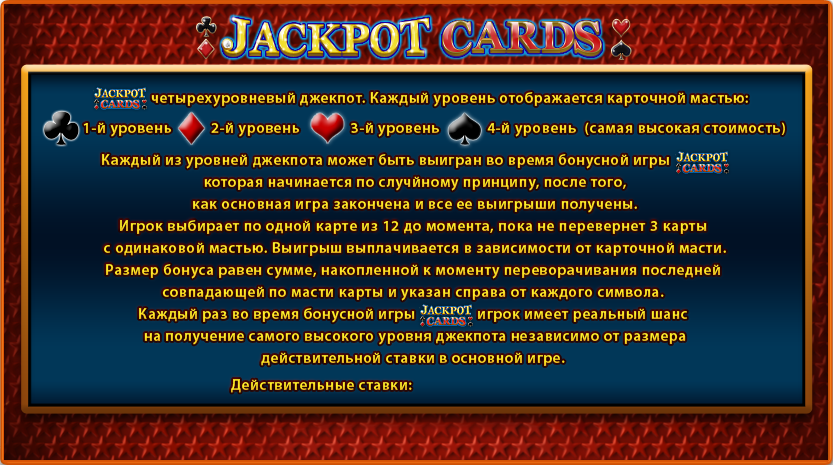 JACKPOT CARDS
JACKPOT CARDS четырехуровневый джекпот. Каждый уровень отображается карточной мастью:
1-й уровень 2-й уровень 3-й уровень 4-й уровень (самая высокая стоимость)
Каждый из уровней джекпота может быть выигран во время бонусной игры JACKPOT CARDS
которая начинается по случйному принципу, после того,
как основная игра закончена и все ее выигрыши получены.
Игрок выбирает по одной карте из 12 до момента, пока не перевернет 3 карты
с одинаковой мастью. Выигрыш выплачивается в зависимости от карточной масти.
Размер бонуса равен сумме, накопленной к моменту переворачивания последней
совпадающей по масти карты и указан справа от каждого символа.
Каждый раз во время бонусной игры JACKPOT CARDS игрок имеет реальный шанс
на получение самого высокого уровня джекпота независимо от размера
действительной ставки в основной игре.
Действительные ставки: